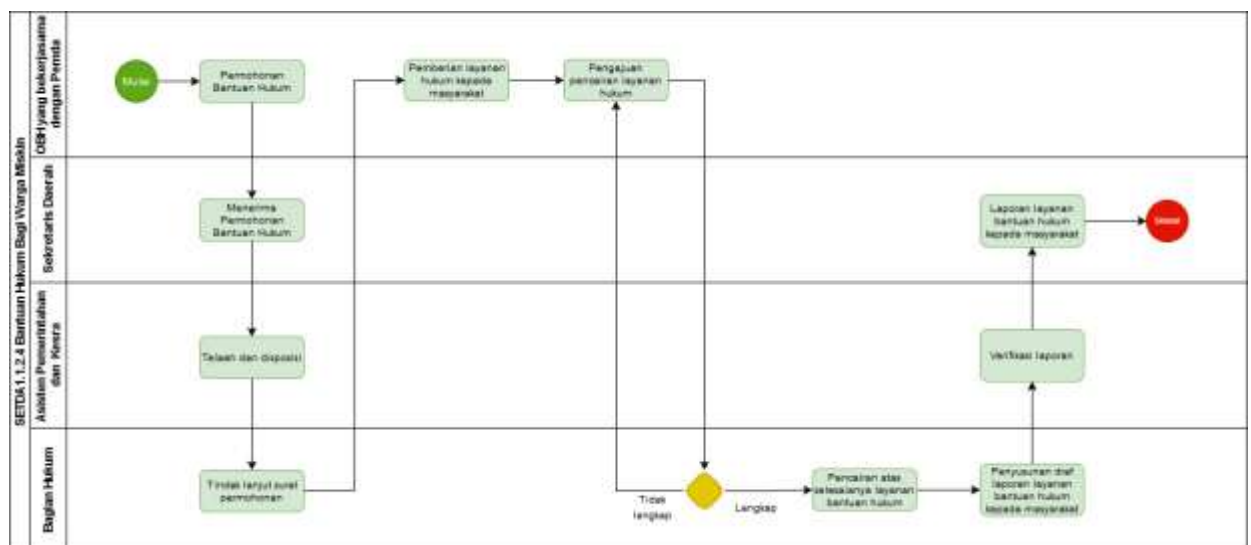 SETDA1.1.2.4 Bantuan Hukum Bagi Warga Miskin
OBH yang bekerjasama
dengan Pemda
Mulai
Permohonan
Bantuan Hukum
Pemberian layanan
hukum kepada
masyarakat
Pengajuan
pencairan layanan
hukum
Sekretaris Daerah
Menerima
Permohonan
Bantuan Hukum
Laporan layanan
bantuan hukum
kepada masyarakat
Selesai
Asisten Pemerintahan
dan Kesra
Telaah dan disposisi
Verifikasi laporan
Bagian Hukum
Tindak lanjut surat
permohonan
Tidak
lengkap
Lengkap
Pencairan atas
selesainya layanan
bantuan hukum
Penyusunan draf
laporan layanan
bantuan hukum
kepada masyarakat